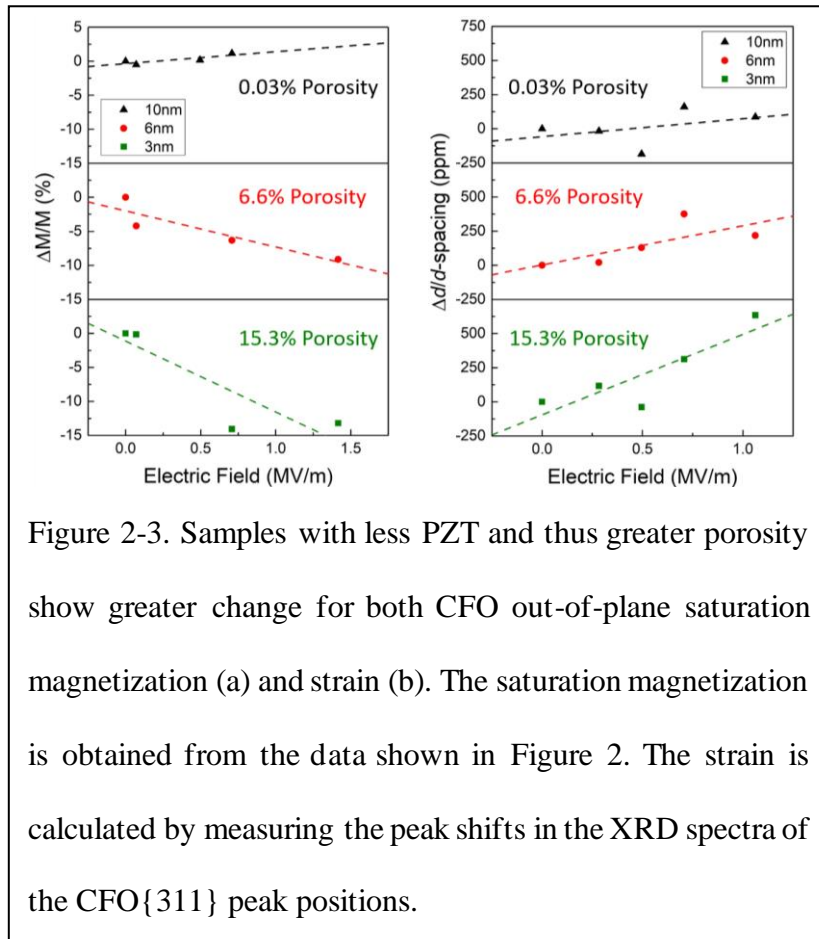 5
0
-5
-10
-15
0
-5
-10
-15
0
-5
-10
-15
ΔM/M (%)
10nm
6nm
3nm
0.03% Porosity
6.6% Porosity
15.3% Porosity
0.0 0.5 1.0 1.5
Electric Field (MV/m)
750
500
250
0
-250
500
250
0
-250
500
250
0
-250
Δd/d-spacing (ppm)
10nm
6nm
3nm
0.03% Porosity
6.6% Porosity
15.3% Porosity
0.0 0.5 1.0
Electric Field (MV/m)
Figure 2-3. Samples with less PZT and thus greater porosity
show greater change for both CFO out-of-plane saturation
magnetization (a) and strain (b). The saturation magnetization
is obtained from the data shown in Figure 2. The strain is
calculated by measuring the peak shifts in the XRD spectra of
the CFO{311} peak positions.